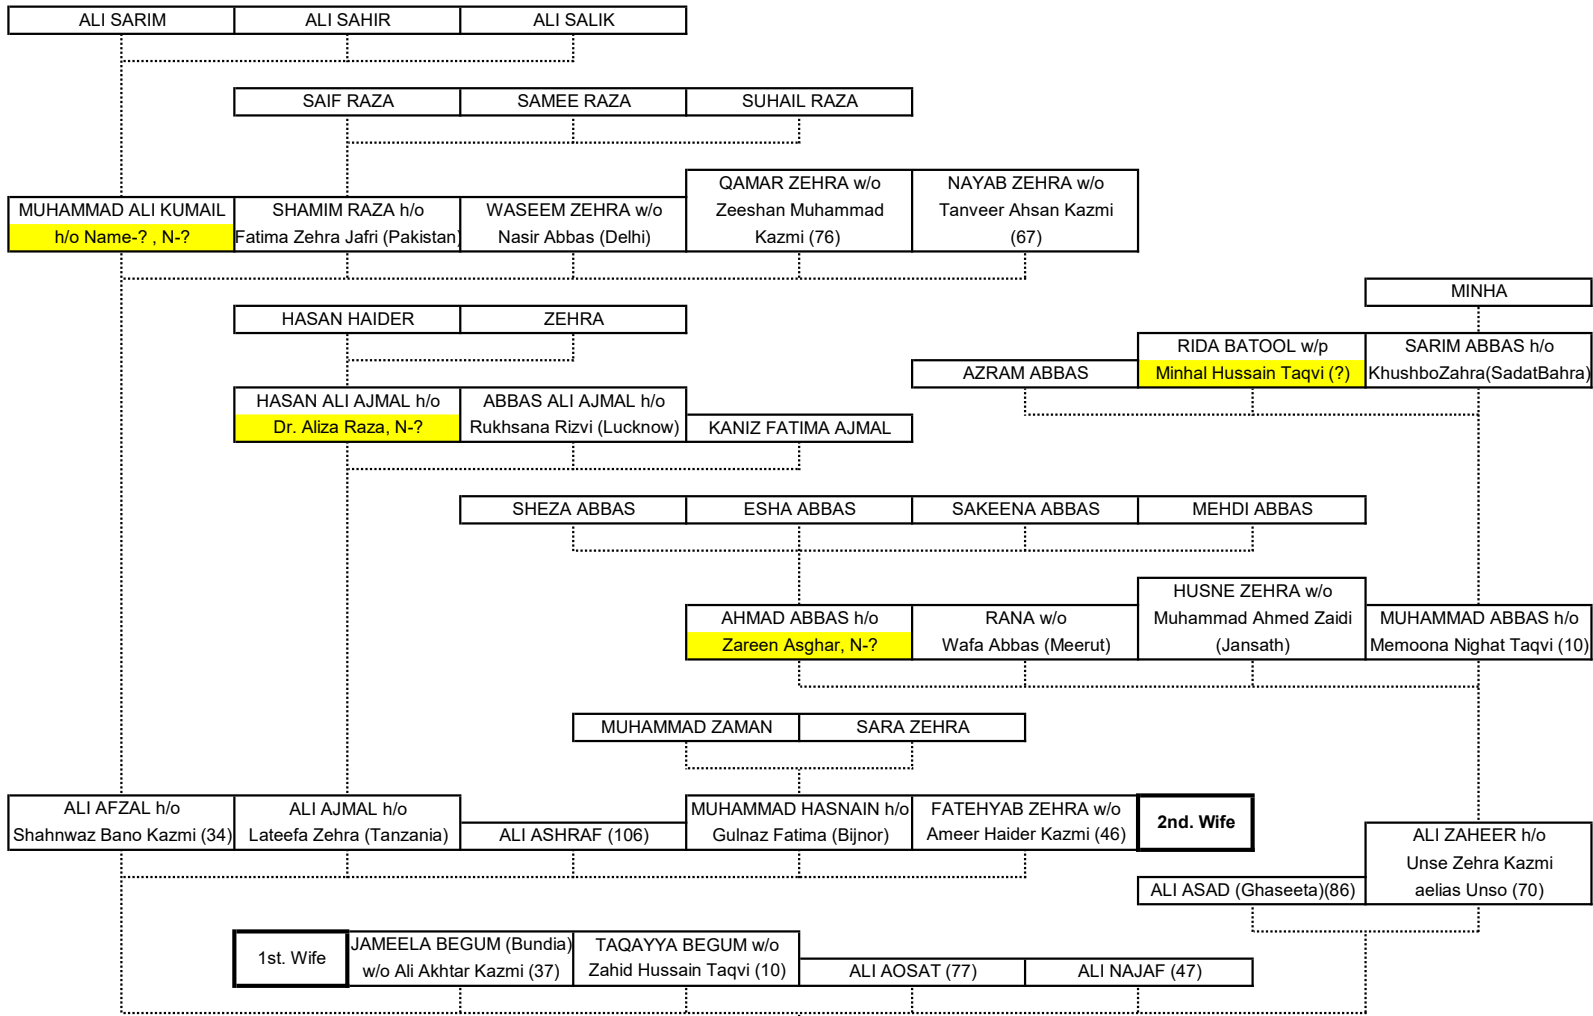 ALI SARIM
ALI SAHIR
ALI SALIK
SAIF RAZA
SAMEE RAZA
SUHAIL RAZA
MUHAMMAD ALI KUMAIL
h/o Name-? , N-?
SHAMIM RAZA h/o
Fatima Zehra Jafri (Pakistan)
WASEEM ZEHRA w/o
Nasir Abbas (Delhi)
QAMAR ZEHRA w/o
Zeeshan Muhammad
Kazmi (76)
NAYAB ZEHRA w/o
Tanveer Ahsan Kazmi
(67)
MINHA
HASAN HAIDER
ZEHRA
AZRAM ABBAS
RIDA BATOOL w/p
Minhal Hussain Taqvi (?)
SARIM ABBAS h/o
KhushboZahra(SadatBahra)
HASAN ALI AJMAL h/o
Dr. Aliza Raza, N-?
ABBAS ALI AJMAL h/o
Rukhsana Rizvi (Lucknow)
KANIZ FATIMA AJMAL
SHEZA ABBAS
ESHA ABBAS
SAKEENA ABBAS
MEHDI ABBAS
AHMAD ABBAS h/o
Zareen Asghar, N-?
RANA w/o
Wafa Abbas (Meerut)
HUSNE ZEHRA w/o
Muhammad Ahmed Zaidi
(Jansath)
MUHAMMAD ABBAS h/o
Memoona Nighat Taqvi (10)
MUHAMMAD ZAMAN
SARA ZEHRA
ALI AFZAL h/o
Shahnwaz Bano Kazmi (34)
ALI AJMAL h/o
Lateefa Zehra (Tanzania)
ALI ASHRAF (106)
MUHAMMAD HASNAIN h/o
Gulnaz Fatima (Bijnor)
FATEHYAB ZEHRA w/o
Ameer Haider Kazmi (46)
2nd. Wife
ALI ZAHEER h/o
Unse Zehra Kazmi
aelias Unso (70)
ALI ASAD (Ghaseeta)(86)
1st. Wife
JAMEELA BEGUM (Bundia)
w/o Ali Akhtar Kazmi (37)
TAQAYYA BEGUM w/o
Zahid Hussain Taqvi (10)
ALI AOSAT (77)
ALI NAJAF (47)